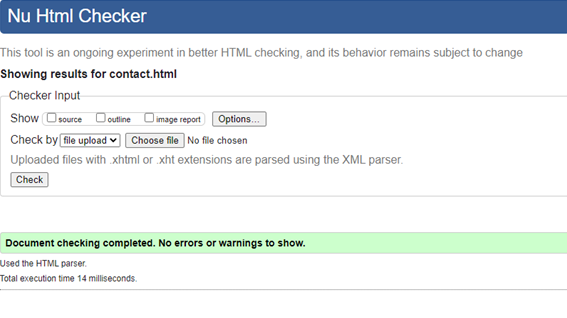 Nu Html Checker
This tool is an ongoing experiment in better HTML checking, and its behavior remains subject to change
Showing results for contact.html
Checker Input
Show source outline image report Options...
Check by file upload Choose file No file chosen
Uploaded files with .xhtml or .xht extensions are parsed using the XML parser.
Check
Document checking completed. No errors or warnings to show.
Used the HTML parser.
Total execution time 14 milliseconds.